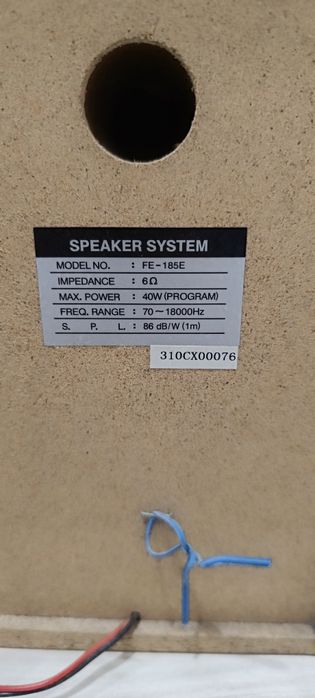 SPEAKER SYSTEM
MODEL NO. : FE-185E
IMPEDANCE : 6Ω
MAX. POWER : 40W (PROGRAM)
FREQ. RANGE : 70～18000Hz
S. P. L. : 86 dB/W (1m)
310CX00076